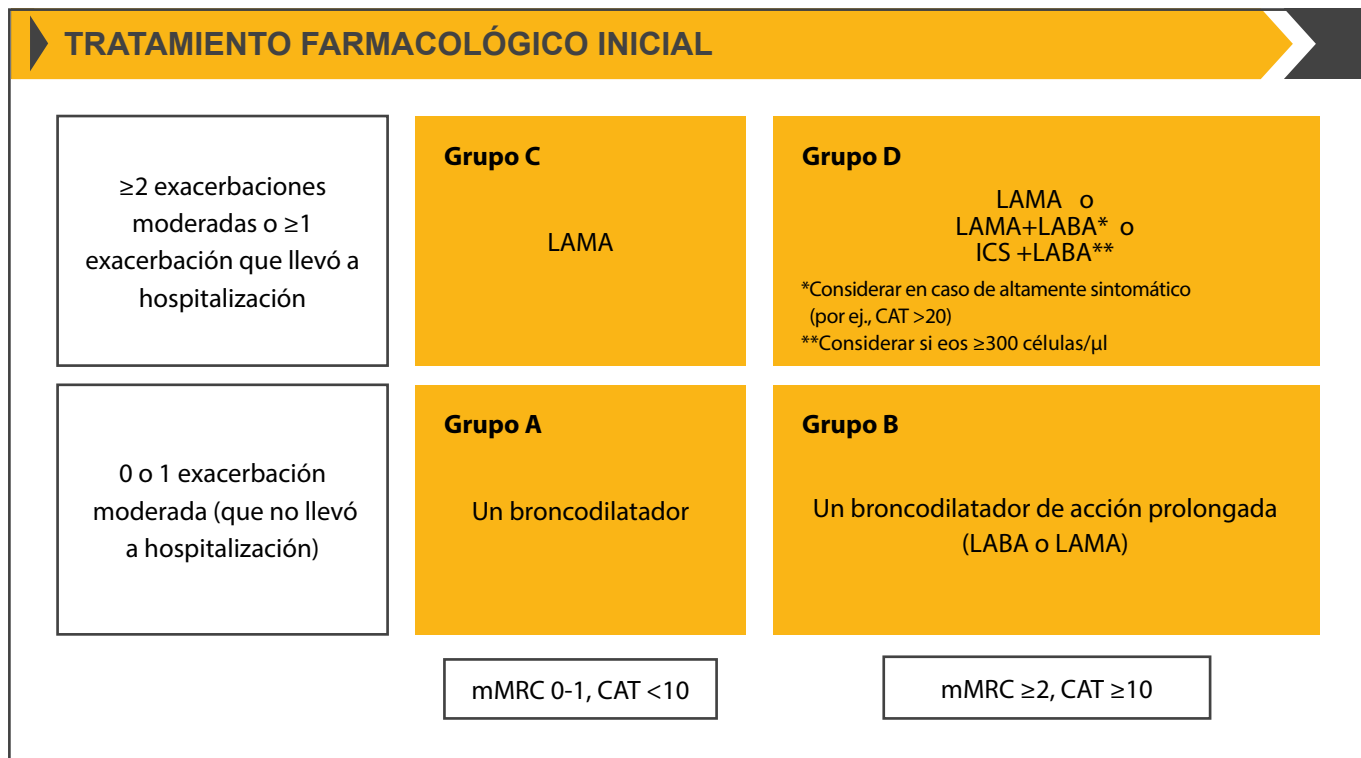 TRATAMIENTO FARMACOLÓGICO INICIAL
≥2 exacerbaciones
moderadas o ≥1
exacerbación que llevó a
hospitalización
Grupo C
LAMA
Grupo D
LAMA o
LAMA+LABA* o
ICS +LABA**
*Considerar en caso de altamente sintomático
(por ej., CAT >20)
**Considerar si eos ≥300 células/µl
0 o 1 exacerbación
moderada (que no llevó
a hospitalización)
Grupo A
Un broncodilatador
Grupo B
Un broncodilatador de acción prolongada
(LABA o LAMA)
mMRC 0-1, CAT <10
mMRC ≥2, CAT ≥10